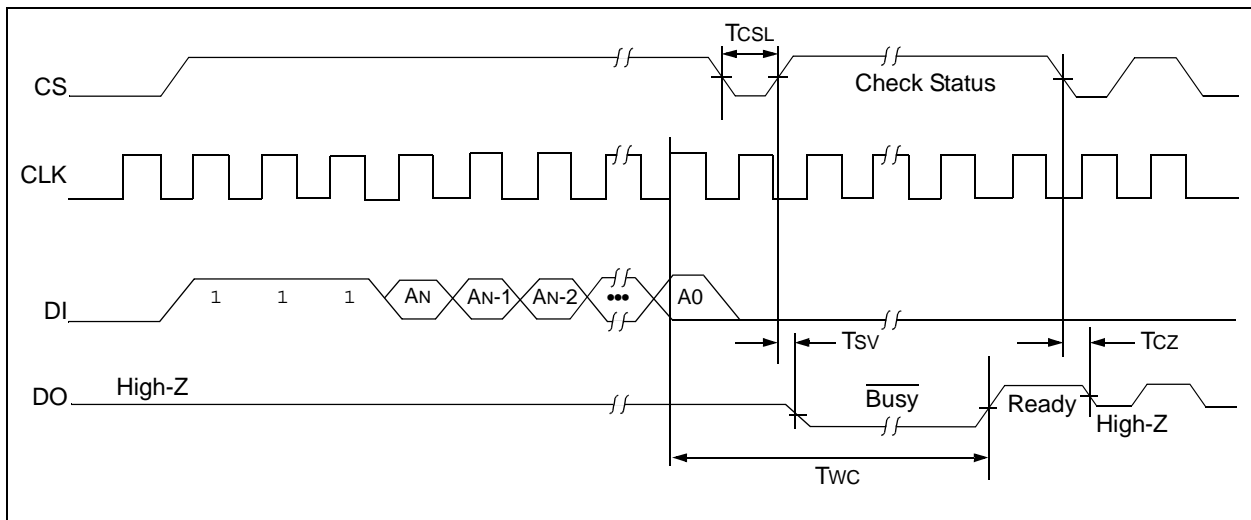 TCSL
CS
Check Status
CLK
1 1 1 AN AN-1 AN-2 ••• A0
DI
TSV
TCZ
High-Z
DO
Busy
Ready
High-Z
TWC